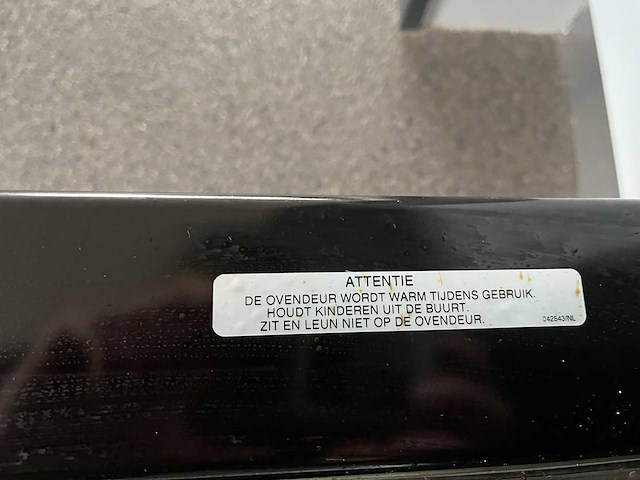 ATTENTIE
DE OVENDEUR WORDT WARM TIJDENS GEBRUIK.
HOUDT KINDEREN UIT DE BUURT.
ZIT EN LEUN NIET OP DE OVENDEUR.
042543/NL